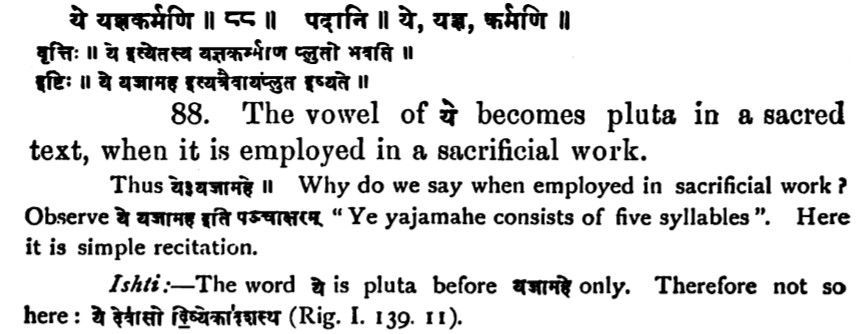 ये यज्ञकर्मणि ॥ ८८ ॥ पदानि ॥ ये, यज्ञ, कर्मणि ॥
वृत्तिः ॥ ये इत्येतस्य यज्ञकर्म्मणि प्लुतो भवति ॥
इष्टिः ॥ ये यजामह इत्यत्रैवायंप्लुत इष्यते ॥
88. The vowel of ये becomes pluta in a sacred
text, when it is employed in a sacrificial work.
Thus ये३यजामहे ॥ Why do we say when employed in sacrificial work ?
Observe ये यजामह इति पञ्चाक्षरम् “Ye yajamahe consists of five syllables”. Here
it is simple recitation.
Ishti:—The word ये is pluta before यजामहे only. Therefore not so
here : ये (Rig. I. 139. 11).